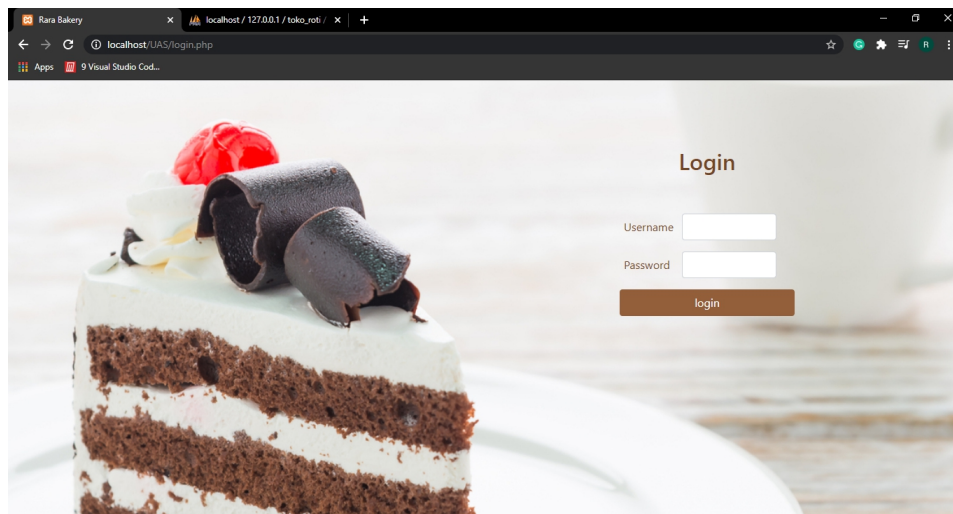 Rara Bakery
localhost / 127.0.0.1 / toko_roti /
localhost/UAS/login.php
Apps
9 Visual Studio Cod...
R
Login
Username
Password
login